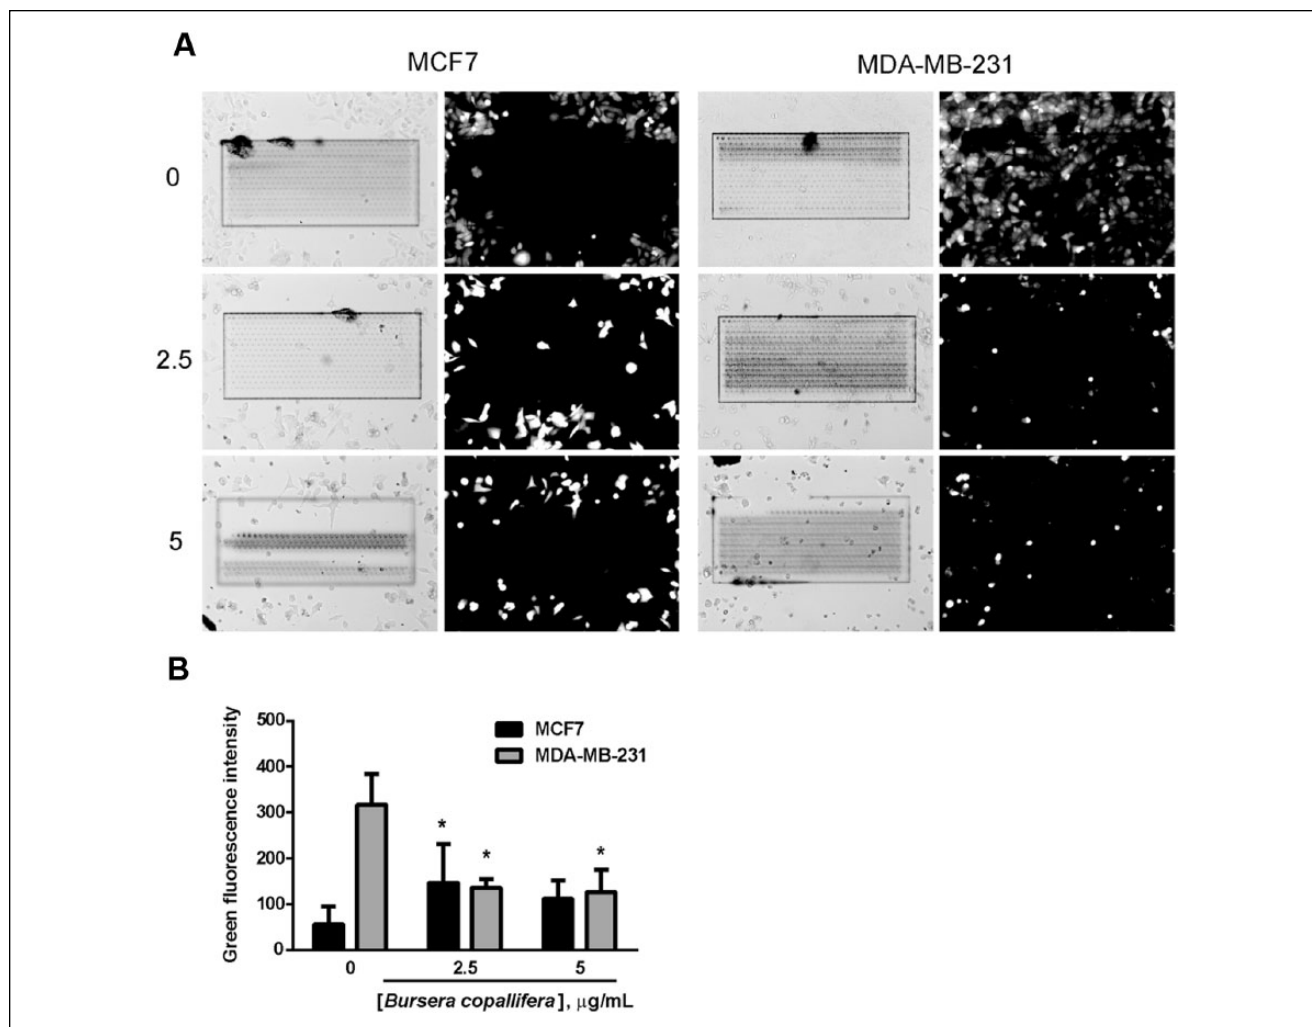 A
MCF7 MDA-MB-231
0
2.5
5
B
Green fluorescence intensity
500
400
300
200
100
0
MCF7
MDA-MB-231
*
*
*
0 2.5 5
[Bursera copallifera], µg/mL